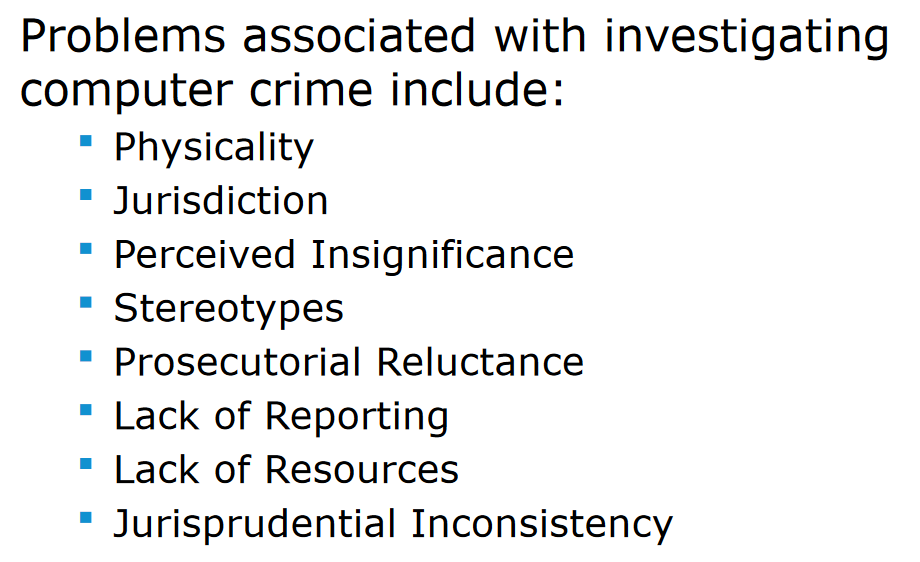 Problems associated with investigating
computer crime include:
▪ Physicality
▪ Jurisdiction
▪ Perceived Insignificance
▪ Stereotypes
▪ Prosecutorial Reluctance
▪ Lack of Reporting
▪ Lack of Resources
▪ Jurisprudential Inconsistency